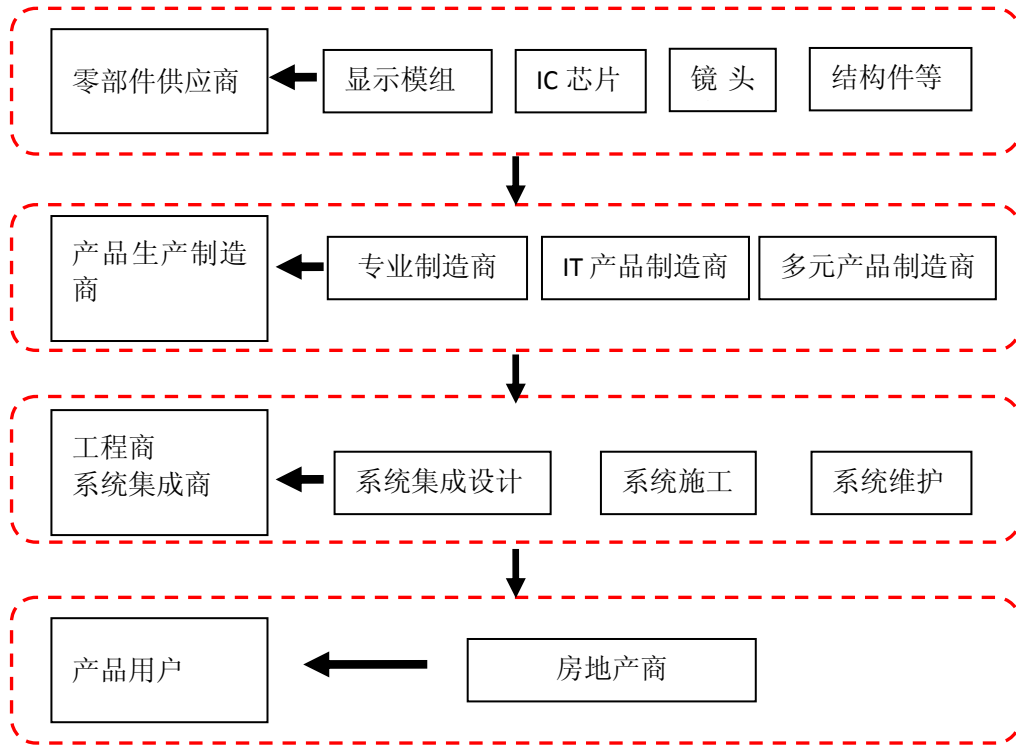 零部件供应商
显示模组
IC 芯片
镜 头
结构件等
产品生产制造
商
专业制造商
IT 产品制造商
多元产品制造商
工程商
系统集成商
系统集成设计
系统施工
系统维护
产品用户
房地产商